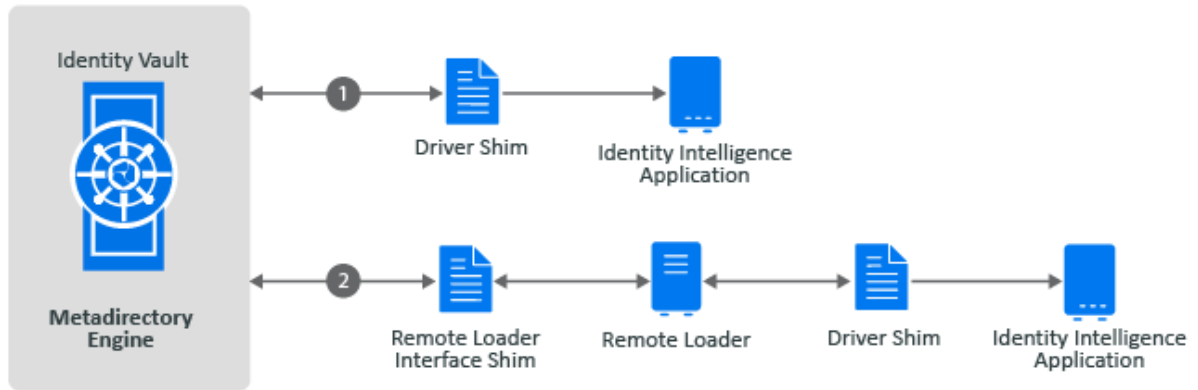 Identity Vault
Metadirectory
Engine
1
Driver Shim
Identity Intelligence
Application
2
Remote Loader
Interface Shim
Remote Loader
Driver Shim
Identity Intelligence
Application